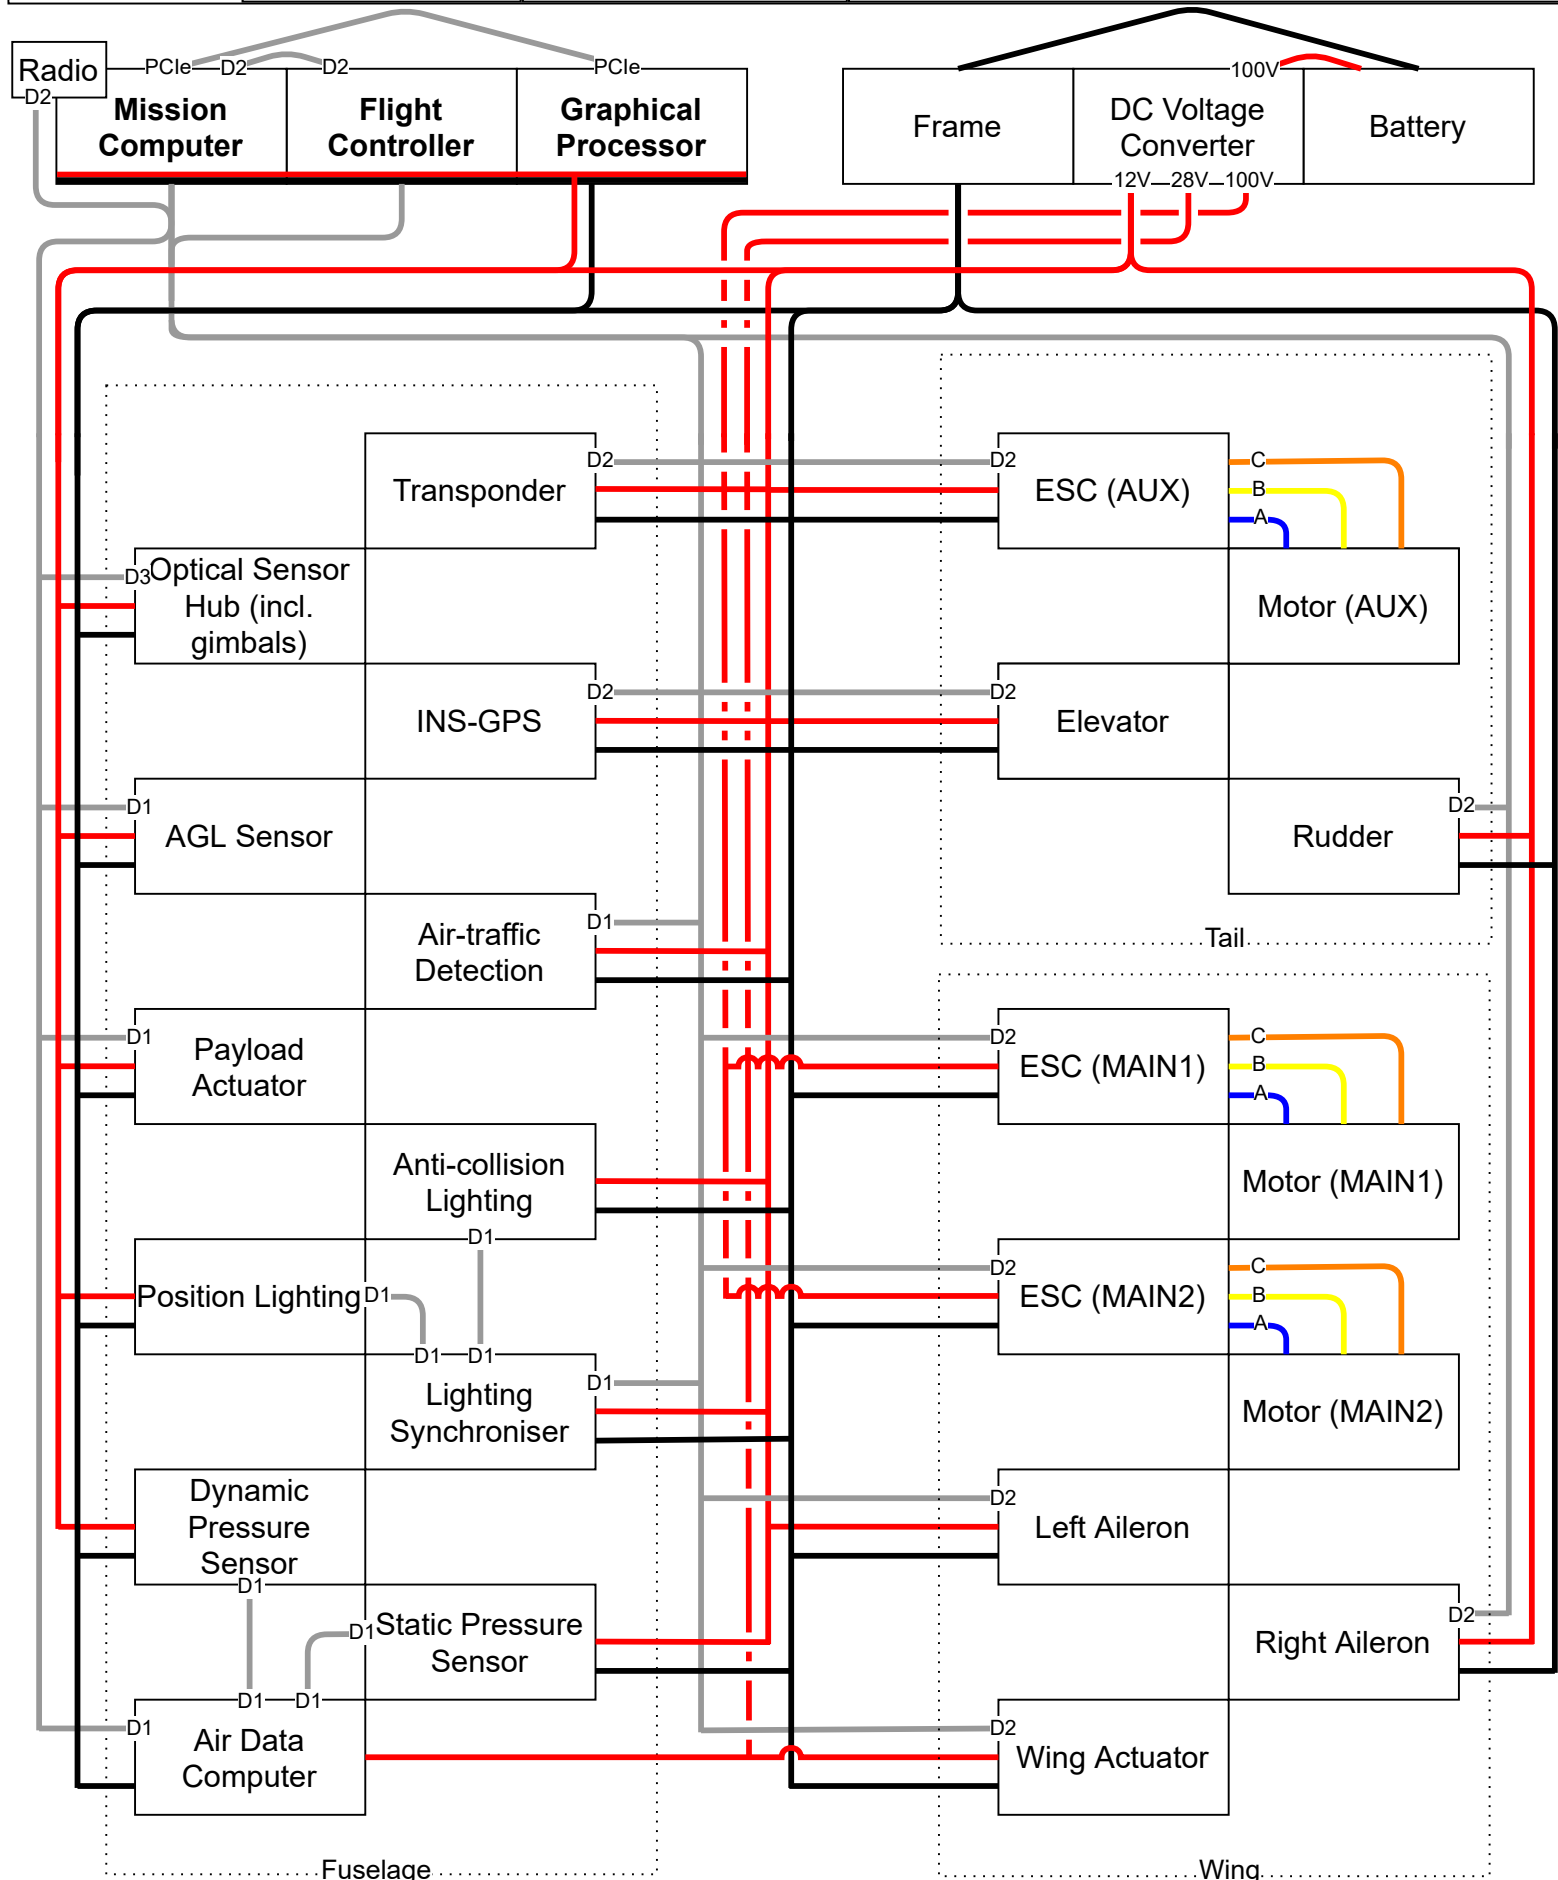 PCIe
D2
D2
PCIe
Radio
D2
Mission
Computer
Flight
Controller
Graphical
Processor
Frame
100V
DC Voltage
Converter
12V
28V
100V
Battery
Transponder
D2
D2
ESC (AUX)
C
B
A
D3
Optical Sensor
Hub (incl.
gimbals)
Motor (AUX)
INS-GPS
D2
D2
Elevator
D1
AGL Sensor
D2
Rudder
Air-traffic
Detection
D1
Tail
D1
Payload
Actuator
D2
ESC (MAIN1)
C
B
A
Anti-collision
Lighting
D1
Motor (MAIN1)
Position Lighting
D1
D2
ESC (MAIN2)
C
B
A
D1
D1
D1
Lighting
Synchroniser
Motor (MAIN2)
Dynamic
Pressure
Sensor
D1
D2
Left Aileron
D1
Static Pressure
Sensor
D2
Right Aileron
D1
D1
D1
Air Data
Computer
D2
Wing Actuator
Fuselage
Wing